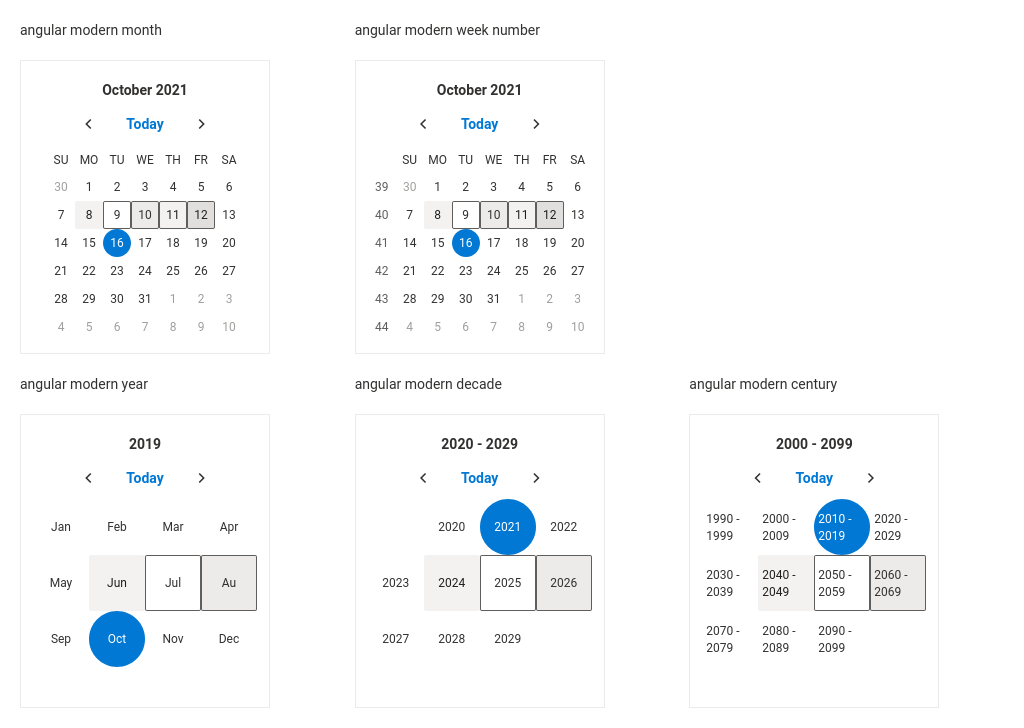 angular modern month
October 2021
Today
SU MO TU WE TH FR SA
30 1 2 3 4 5 6
7 8 9 10 11 12 13
14 15 16 17 18 19 20
21 22 23 24 25 26 27
28 29 30 31 1 2 3
4 5 6 7 8 9 10
angular modern week number
October 2021
Today
SU MO TU WE TH FR SA
39 30 1 2 3 4 5 6
40 7 8 9 10 11 12 13
41 14 15 16 17 18 19 20
42 21 22 23 24 25 26 27
43 28 29 30 31 1 2 3
44 4 5 6 7 8 9 10
angular modern year
2019
Today
Jan Feb Mar Apr
May Jun Jul Au
Sep Oct Nov Dec
angular modern decade
2020 - 2029
Today
2020 2021 2022
2023 2024 2025 2026
2027 2028 2029
angular modern century
2000 - 2099
Today
1990 - 2000 - 2010 - 2020 -
1999 2009 2019 2029
2030 - 2040 - 2050 - 2060 -
2039 2049 2059 2069
2070 - 2080 - 2090 -
2079 2089 2099